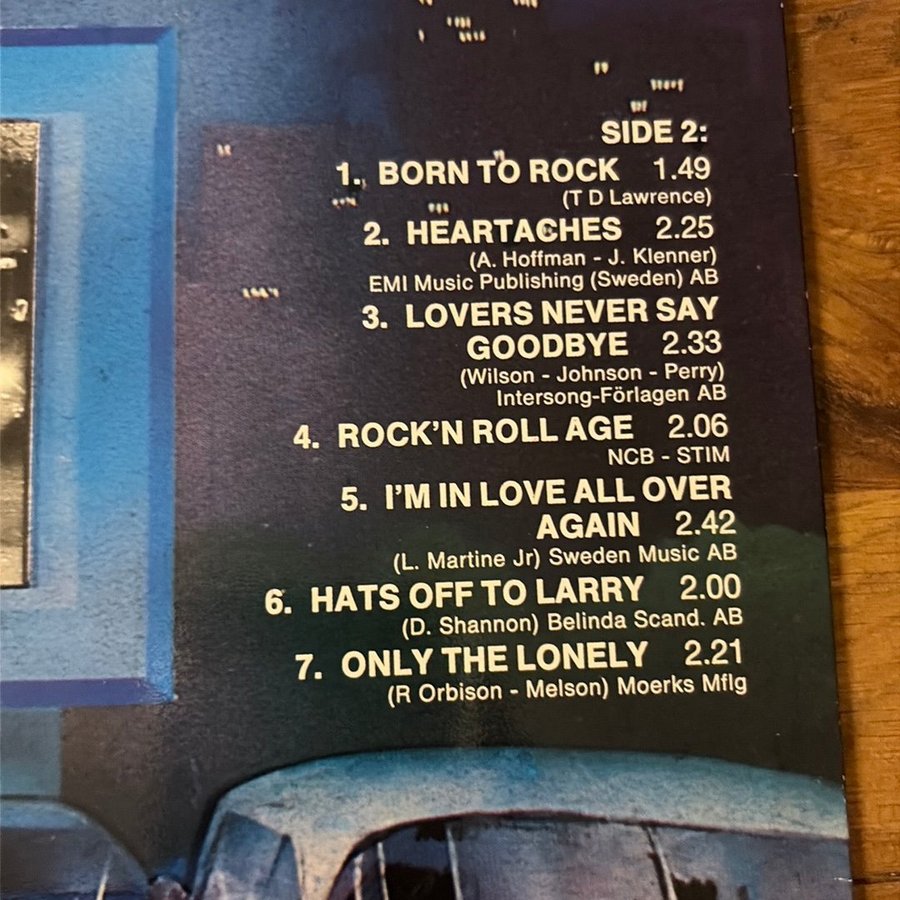 SIDE 2:
1. BORN TO ROCK 1.49
(T D Lawrence)
2. HEARTACHES 2.25
(A. Hoffman - J. Klenner)
EMI Music Publishing (Sweden) AB
3. LOVERS NEVER SAY
GOODBYE 2.33
(Wilson - Johnson - Perry)
Intersong-Förlagen AB
4. ROCK'N ROLL AGE 2.06
NCB - STIM
5. I'M IN LOVE ALL OVER
AGAIN 2.42
(L. Martine Jr) Sweden Music AB
6. HATS OFF TO LARRY 2.00
(D. Shannon) Belinda Scand. AB
7. ONLY THE LONELY 2.21
(R Orbison - Melson) Moerks Mflg